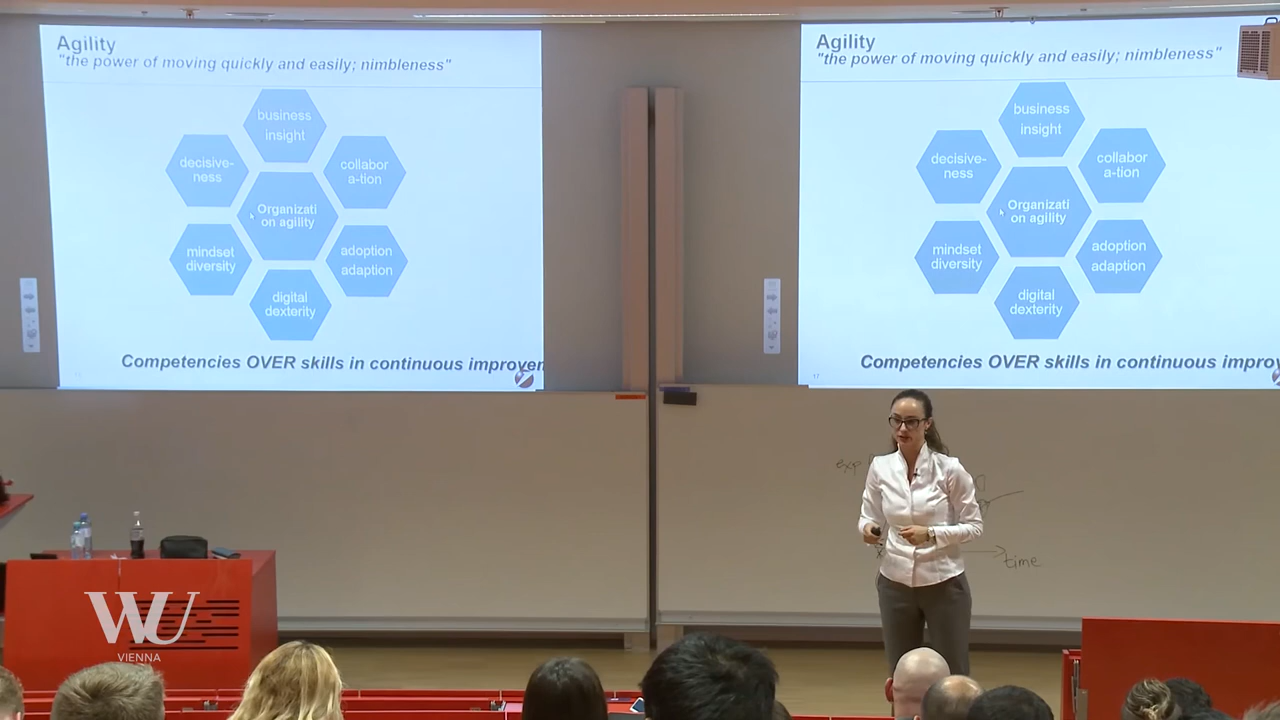 Agility
"the power of moving quickly and easily; nimbleness"
business
insight
decisive-
ness
collabor
a-tion
Organizati
on agility
mindset
diversity
adoption
adaption
digital
dexterity
Competencies OVER skills in continuous improvem
Agility
"the power of moving quickly and easily; nimbleness"
business
insight
decisive-
ness
collabor
a-tion
Organizati
on agility
mindset
diversity
adoption
adaption
digital
dexterity
Competencies OVER skills in continuous improv
17
exp
time
WU
VIENNA